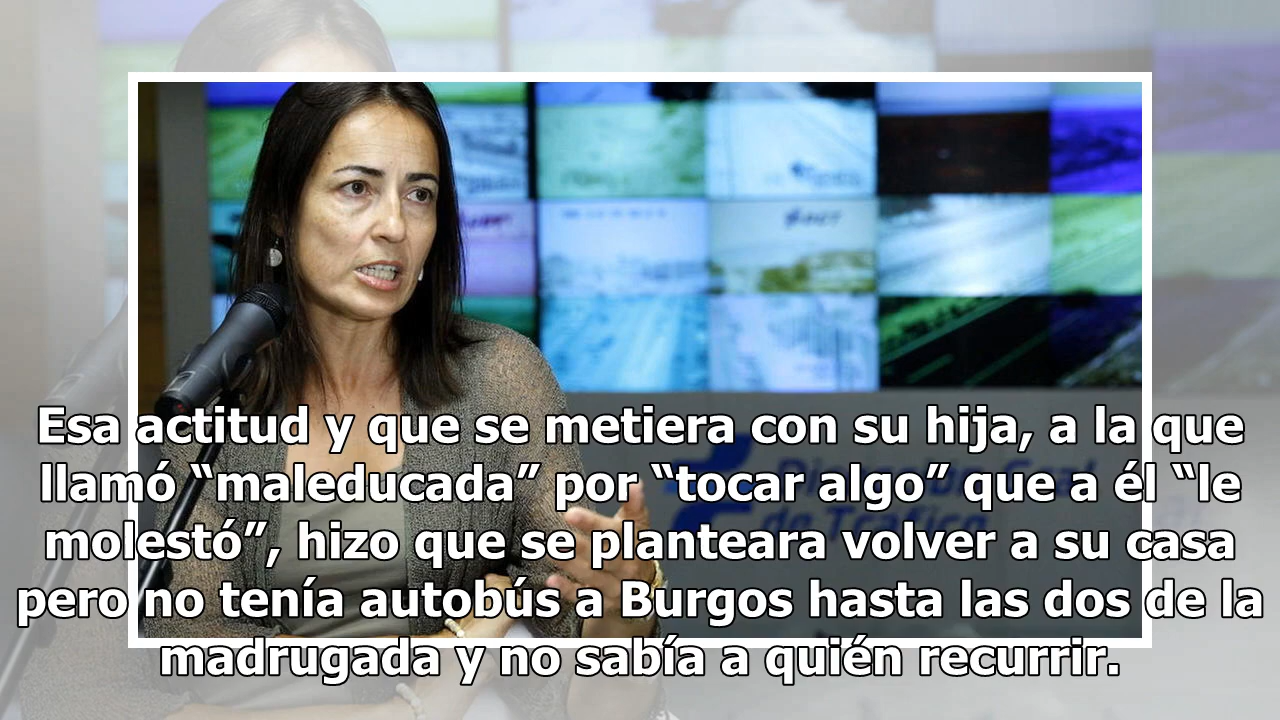 Esa actitud y que se metiera con su hija, a la que
llamó “maleducada” por “tocar algo” que a él “le
molestó”, hizo que se planteara volver a su casa
pero no tenía autobús a Burgos hasta las dos de la
madrugada y no sabía a quién recurrir.